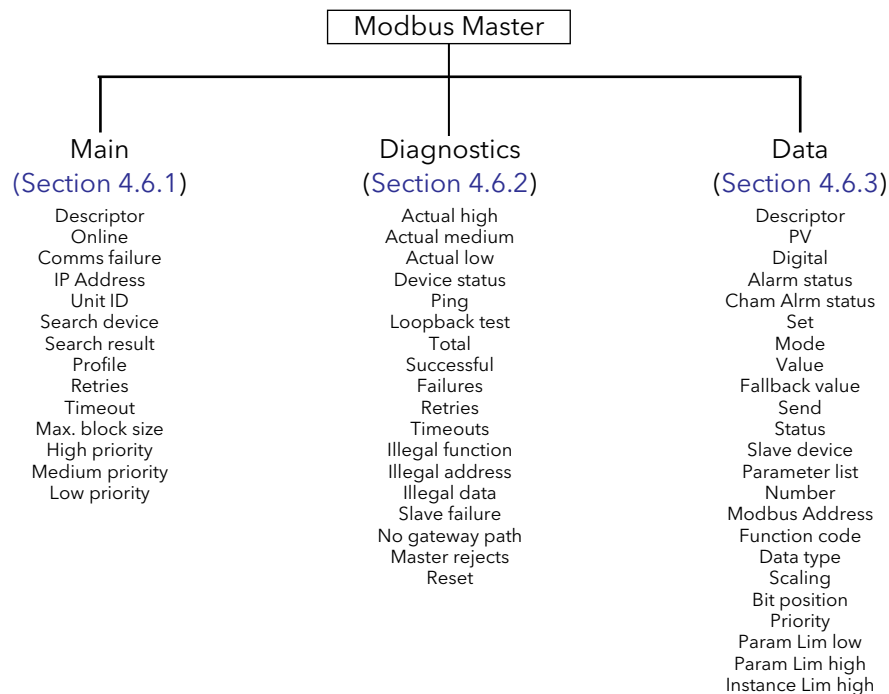 Modbus Master
Main
(Section 4.6.1)
Descriptor
Online
Comms failure
IP Address
Unit ID
Search device
Search result
Profile
Retries
Timeout
Max. block size
High priority
Medium priority
Low priority
Diagnostics
(Section 4.6.2)
Actual high
Actual medium
Actual low
Device status
Ping
Loopback test
Total
Successful
Failures
Retries
Timeouts
Illegal function
Illegal address
Illegal data
Slave failure
No gateway path
Master rejects
Reset
Data
(Section 4.6.3)
Descriptor
PV
Digital
Alarm status
Cham Alrm status
Set
Mode
Value
Fallback value
Send
Status
Slave device
Parameter list
Number
Modbus Address
Function code
Data type
Scaling
Bit position
Priority
Param Lim low
Param Lim high
Instance Lim high